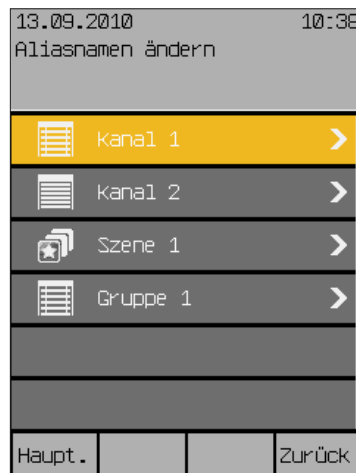 13.09.2010 10:38
Aliasnamen ändern
Kanal 1
Kanal 2
Szene 1
Gruppe 1
Haupt. Zurück